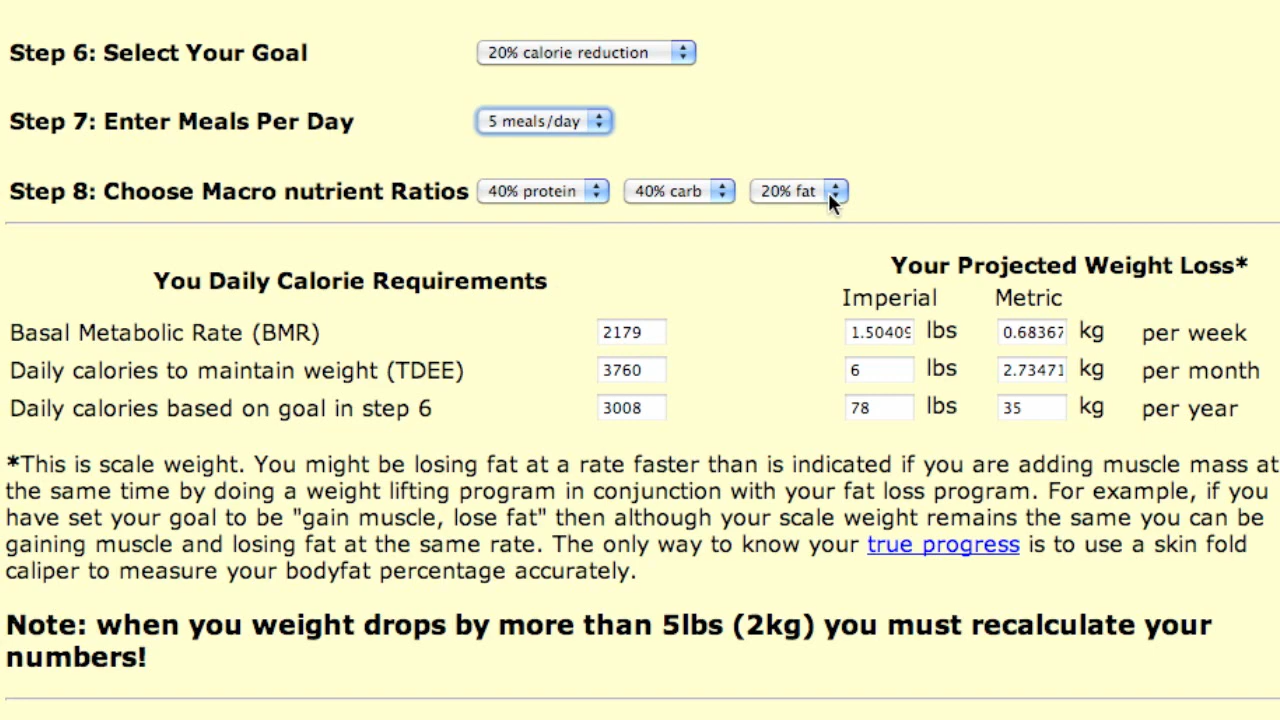 Step 6: Select Your Goal 20% calorie reduction
Step 7: Enter Meals Per Day 5 meals/day
Step 8: Choose Macro nutrient Ratios 40% protein 40% carb 20% fat
You Daily Calorie Requirements
Your Projected Weight Loss*
Imperial Metric
Basal Metabolic Rate (BMR) 2179 1.50409 lbs 0.68367 kg per week
Daily calories to maintain weight (TDEE) 3760 6 lbs 2.73471 kg per month
Daily calories based on goal in step 6 3008 78 lbs 35 kg per year
*This is scale weight. You might be losing fat at a rate faster than is indicated if you are adding muscle mass at
the same time by doing a weight lifting program in conjunction with your fat loss program. For example, if you
have set your goal to be "gain muscle, lose fat" then although your scale weight remains the same you can be
gaining muscle and losing fat at the same rate. The only way to know your true progress is to use a skin fold
caliper to measure your bodyfat percentage accurately.
Note: when you weight drops by more than 5lbs (2kg) you must recalculate your
numbers!